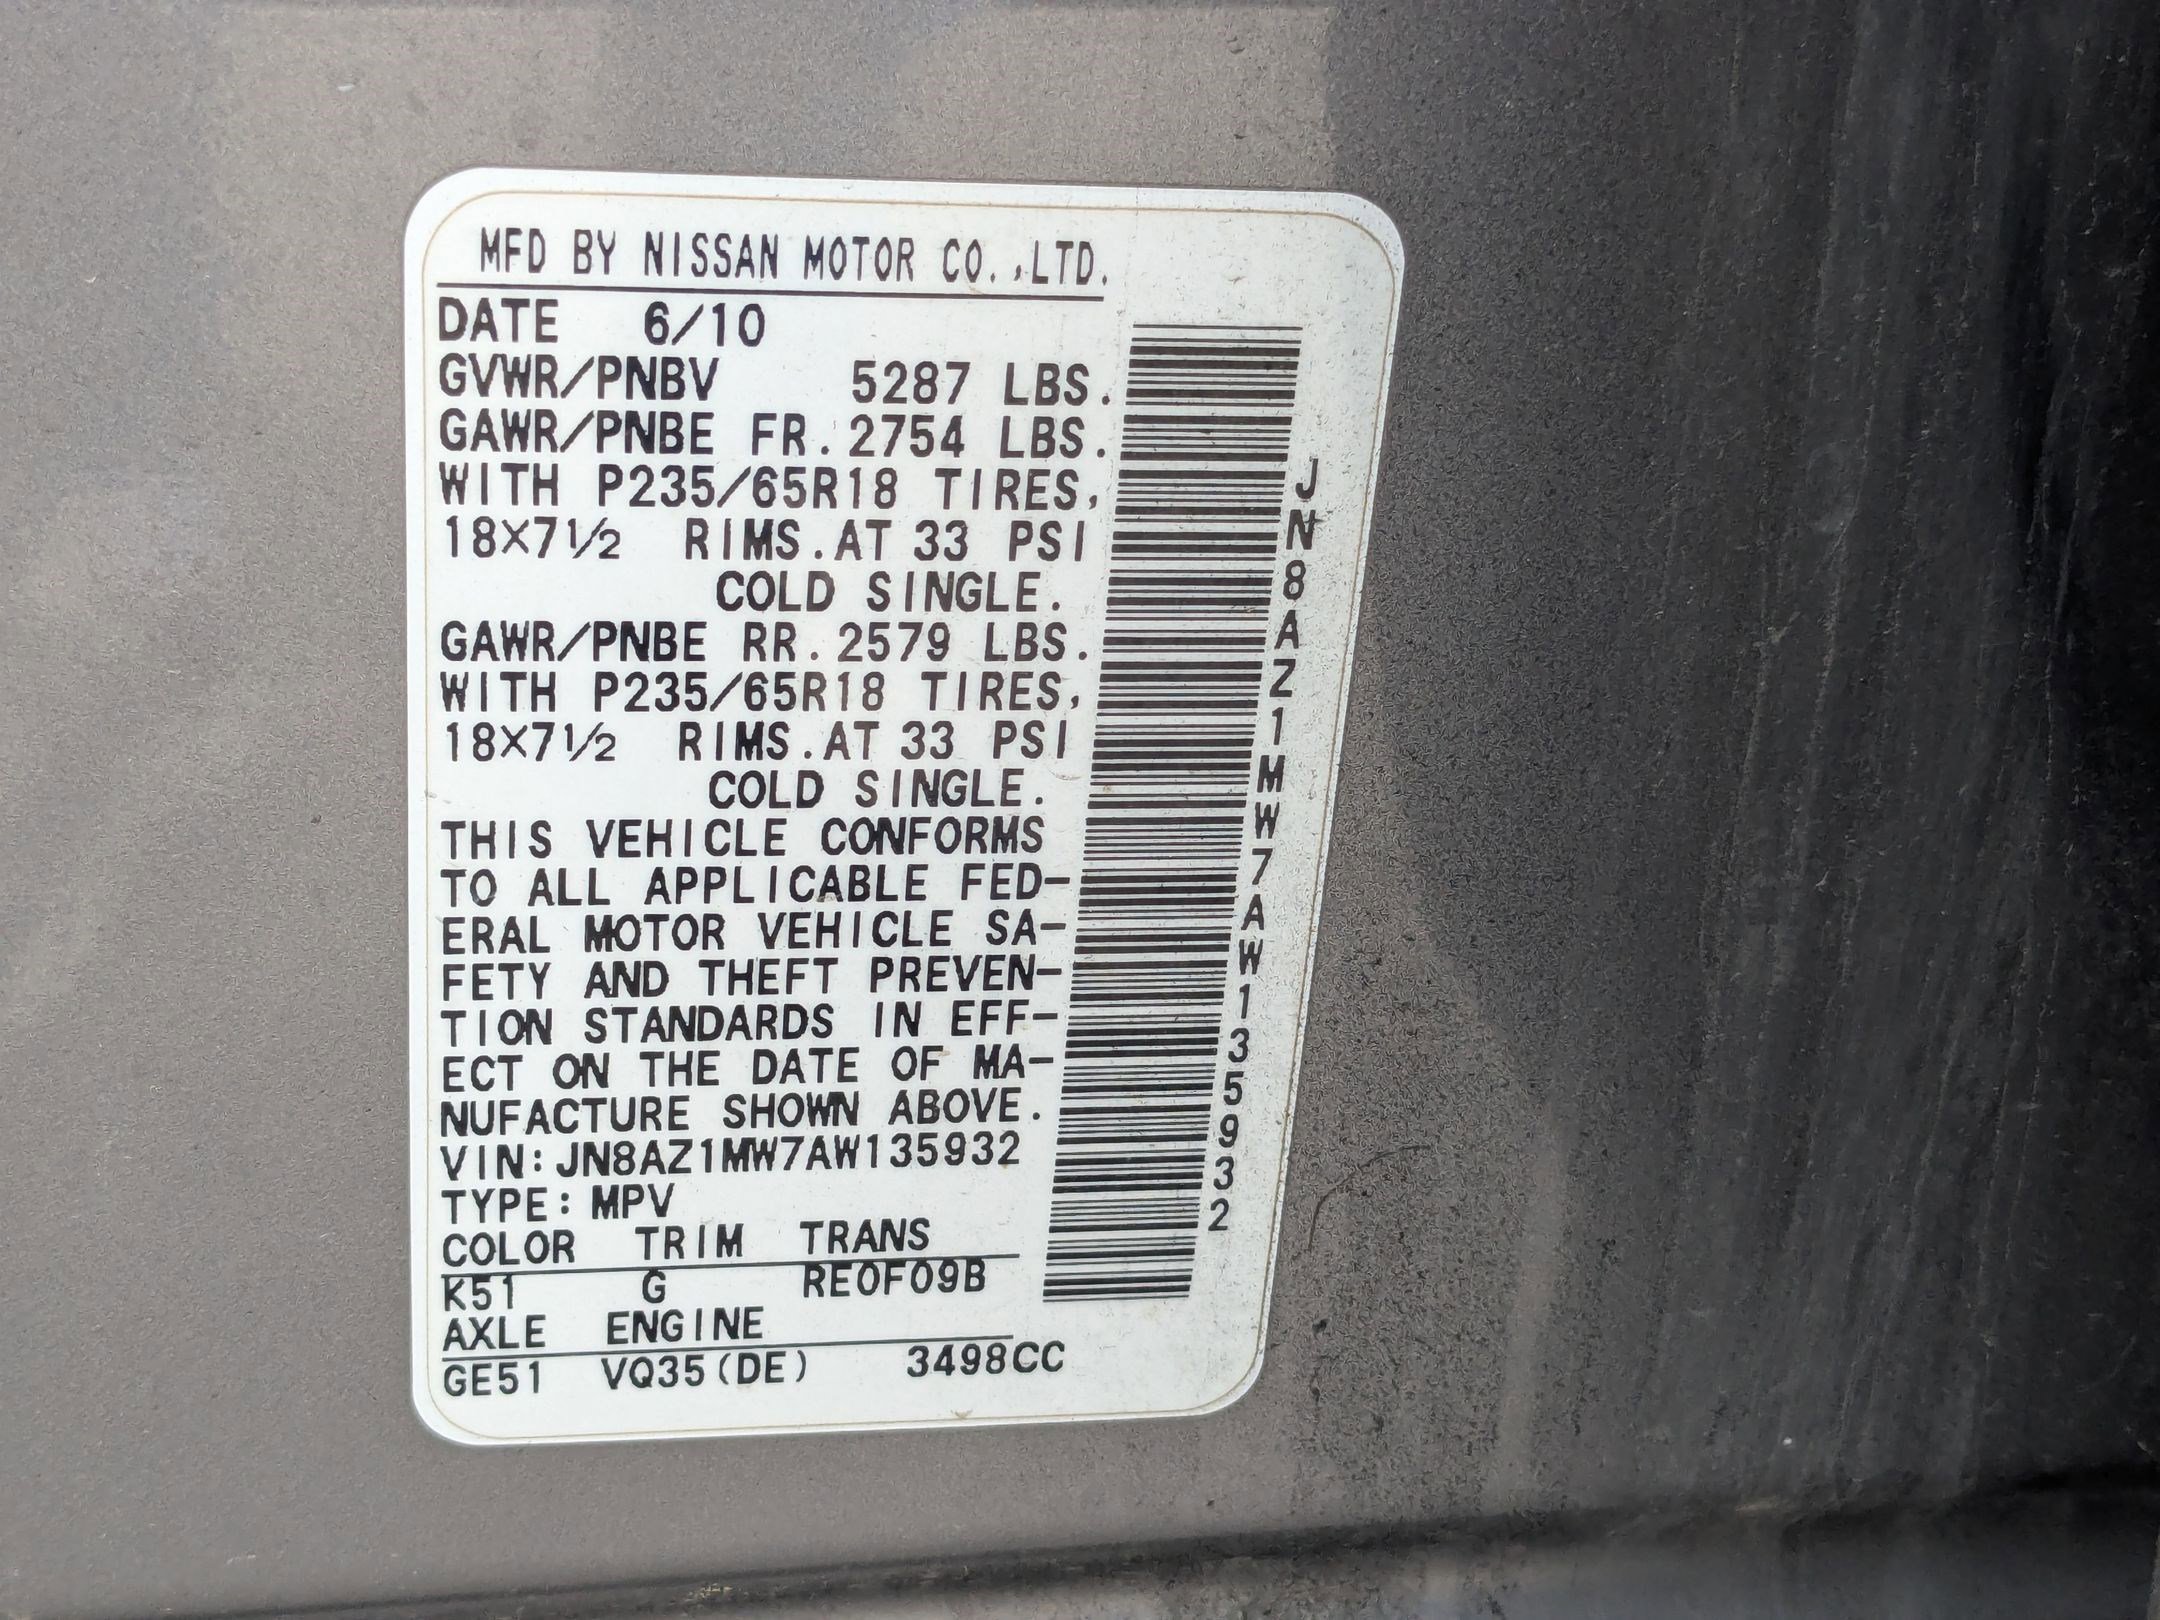 MFD BY NISSAN MOTOR CO.,LTD.
DATE 6/10
GVWR/PNBV 5287 LBS.
GAWR/PNBE FR. 2754 LBS.
WITH P235/65R18 TIRES,
18×7½ RIMS.AT 33 PSI
COLD SINGLE.
GAWR/PNBE RR. 2579 LBS.
WITH P235/65R18 TIRES,
18×7½ RIMS.AT 33 PSI
COLD SINGLE.
THIS VEHICLE CONFORMS
TO ALL APPLICABLE FED-
ERAL MOTOR VEHICLE SA-
FETY AND THEFT PREVEN-
TION STANDARDS IN EFF-
ECT ON THE DATE OF MA-
NUFACTURE SHOWN ABOVE.
VIN:JN8AZ1MW7AW135932
TYPE:MPV
COLOR TRIM TRANS
K51 G RE0F09B
AXLE ENGINE
GE51 VQ35(DE) 3498CC
JN8AZ1MW7AW135932